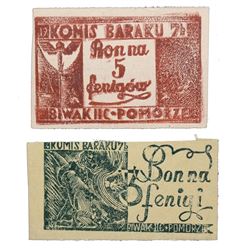 KOMIS BARAKU 7b
Bon na
5
fenigów
BIWAK IIC - POMORZE
KOMIS BARAKU 7b
Bon na
fenigi
BIWAK IIC - POMORZE